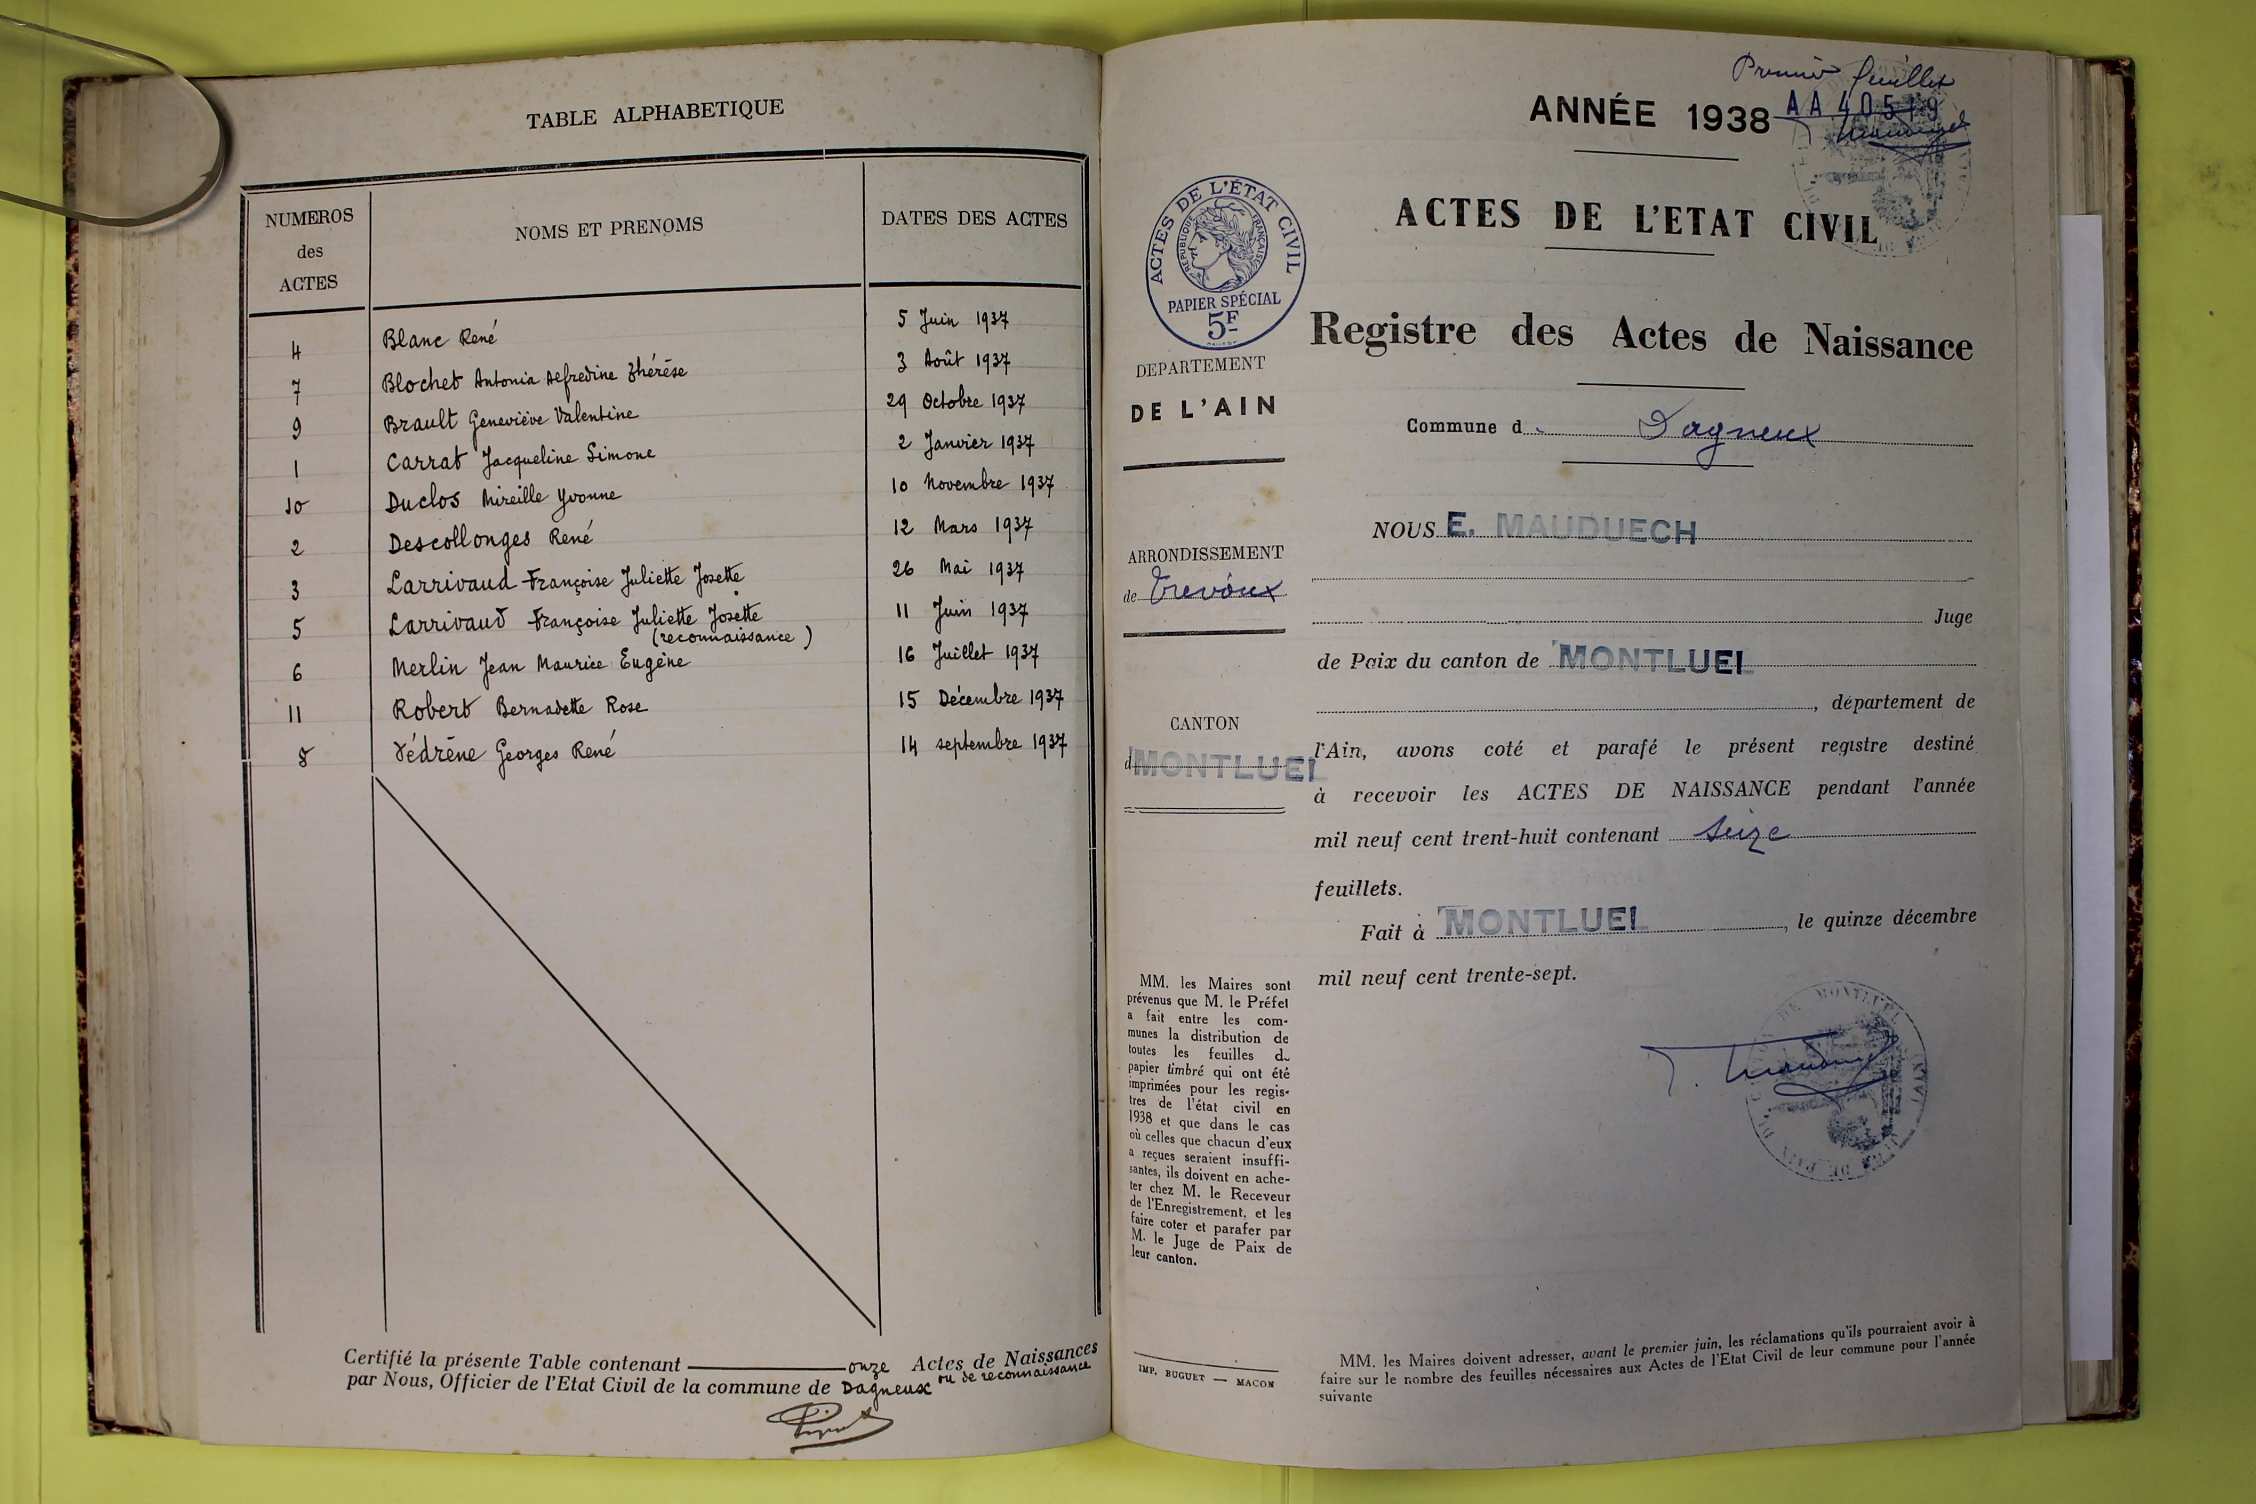 TABLE ALPHABETIQUE
NUMEROS
des
ACTES
NOMS ET PRENOMS
DATES DES ACTES
4 Blanc René 5 Juin 1937
7 Blochet Antonia Alfredine Thérèse 3 Août 1937
9 Brault Geneviève Valentine 29 Octobre 1937
1 Carrat Jacqueline Simone 2 Janvier 1937
10 Duclos Mireille Yvonne 10 Novembre 1937
2 Descollonges René 12 Mars 1937
3 Larrivaud Françoise Juliette Josette 26 Mai 1937
5 Larrivaud Françoise Juliette Josette 11 Juin 1937
(reconnaissance)
6 Merlin Jean Maurice Eugène 16 Juillet 1937
11 Robert Bernadette Rose 15 Décembre 1937
8 Védrène Georges René 14 septembre 1937
Certifié la présente Table contenant onze Actes de Naissances
ou de reconnaissance
par Nous, Officier de l'Etat Civil de la commune de Dagneux
Premier feuillet
ANNÉE 1938
AA 40519
ACTES DE L'ETAT CIVIL
ACTES DE L'ÉTAT CIVIL
RÉPUBLIQUE FRANÇAISE
PAPIER SPÉCIAL
5F
Registre des Actes de Naissance
DEPARTEMENT
DE L'AIN
Commune d Dagneux
ARRONDISSEMENT
de Trevoux
CANTON
d MONTLUEL
NOUS E. MAUDUECH
Juge
de Paix du canton de MONTLUEL
, département de
l'Ain, avons coté et parafé le présent registre destiné
à recevoir les ACTES DE NAISSANCE pendant l'année
mil neuf cent trent-huit contenant seize
feuillets.
Fait à MONTLUEL, le quinze décembre
mil neuf cent trente-sept.
MM. les Maires sont
prévenus que M. le Préfet
a fait entre les com-
munes la distribution de
toutes les feuilles de
papier timbré qui ont été
imprimées pour les regis-
tres de l'état civil en
1938 et que dans le cas
où celles que chacun d'eux
a reçues seraient insuffi-
santes, ils doivent en ache-
ter chez M. le Receveur
de l'Enregistrement, et les
faire coter et parafer par
M. le Juge de Paix de
leur canton.
IMP. BUGUET — MACON
MM. les Maires doivent adresser, avant le premier juin, les réclamations qu'ils pourraient avoir à
faire sur le nombre des feuilles nécessaires aux Actes de l'Etat Civil de leur commune pour l'année
suivante